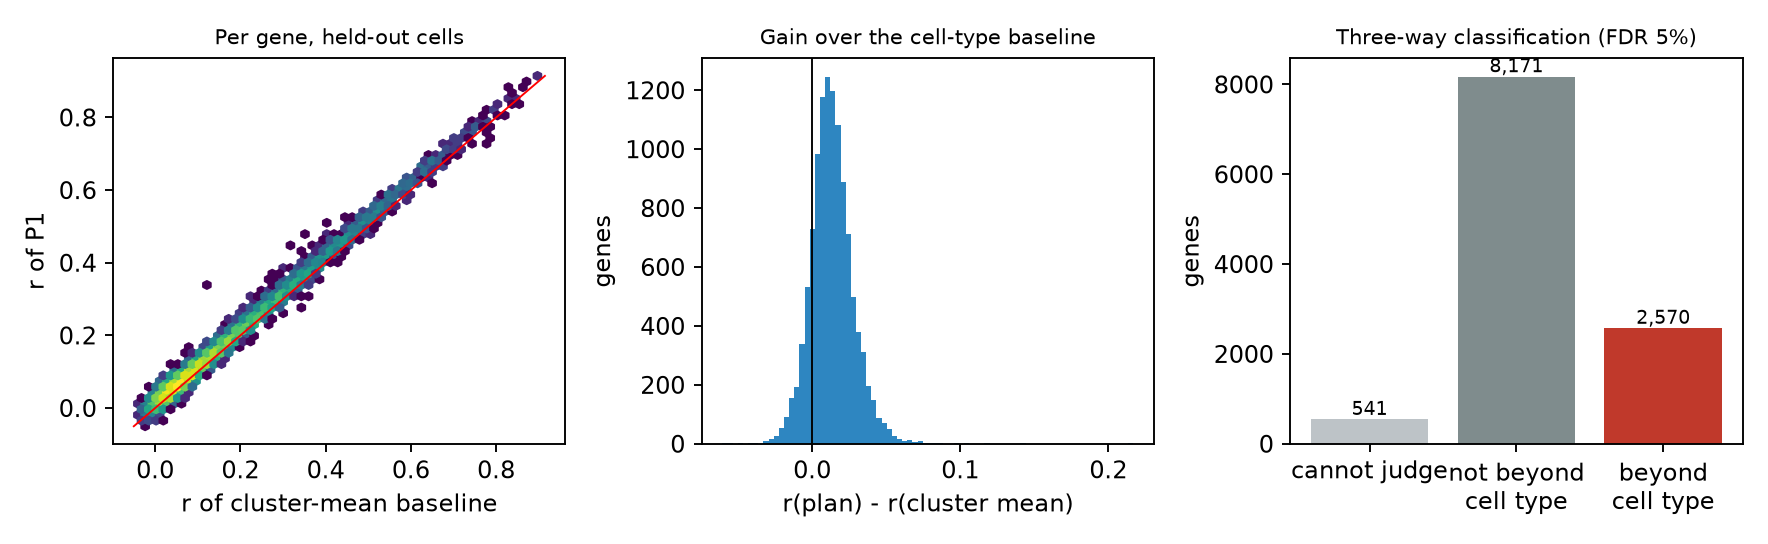 Per gene, held-out cells
r of P1
0.8
0.6
0.4
0.2
0.0
0.0 0.2 0.4 0.6 0.8
r of cluster-mean baseline
Gain over the cell-type baseline
genes
1200
1000
800
600
400
200
0
0.0 0.1 0.2
r(plan) - r(cluster mean)
Three-way classification (FDR 5%)
genes
8000
6000
4000
2000
0
541
8,171
2,570
cannot judge
not beyond
cell type
beyond
cell type